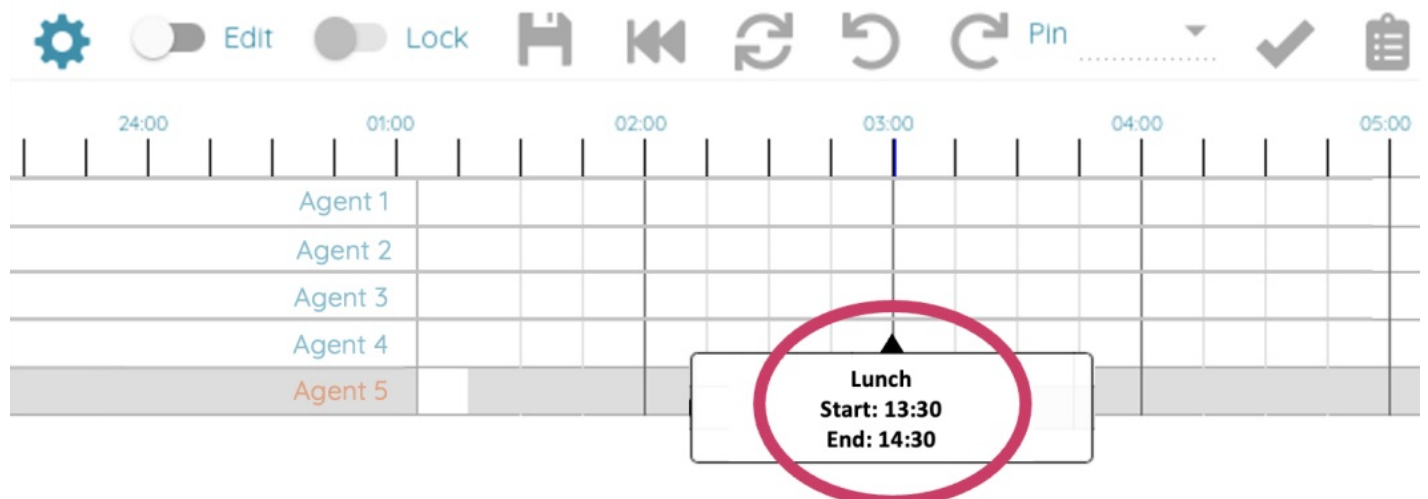 Edit Lock Pin
24:00 01:00 02:00 03:00 04:00 05:00
Agent 1
Agent 2
Agent 3
Agent 4
Agent 5
Lunch
Start: 13:30
End: 14:30